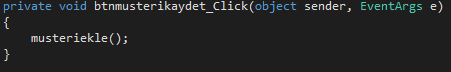 private void btnmusterikaydet_Click(object sender, EventArgs e)
{
    musteriekle();
}